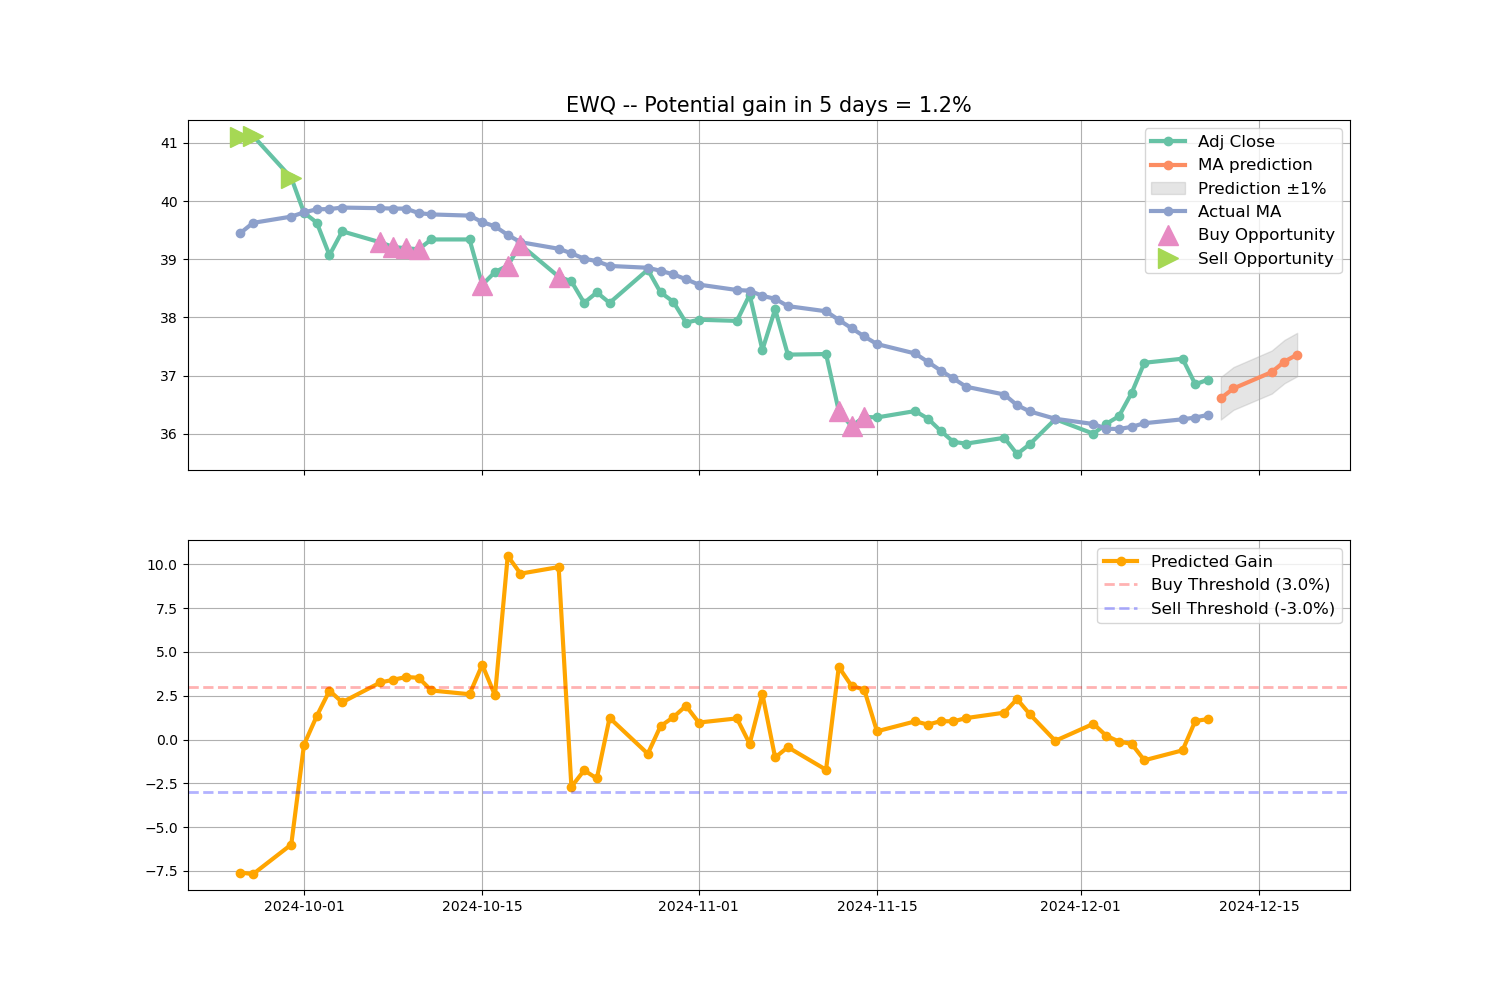 EWQ -- Potential gain in 5 days = 1.2%
41
40
39
38
37
36
Adj Close
MA prediction
Prediction ±1%
Actual MA
Buy Opportunity
Sell Opportunity
10.0
7.5
5.0
2.5
0.0
−2.5
−5.0
−7.5
Predicted Gain
Buy Threshold (3.0%)
Sell Threshold (-3.0%)
2024-10-01
2024-10-15
2024-11-01
2024-11-15
2024-12-01
2024-12-15